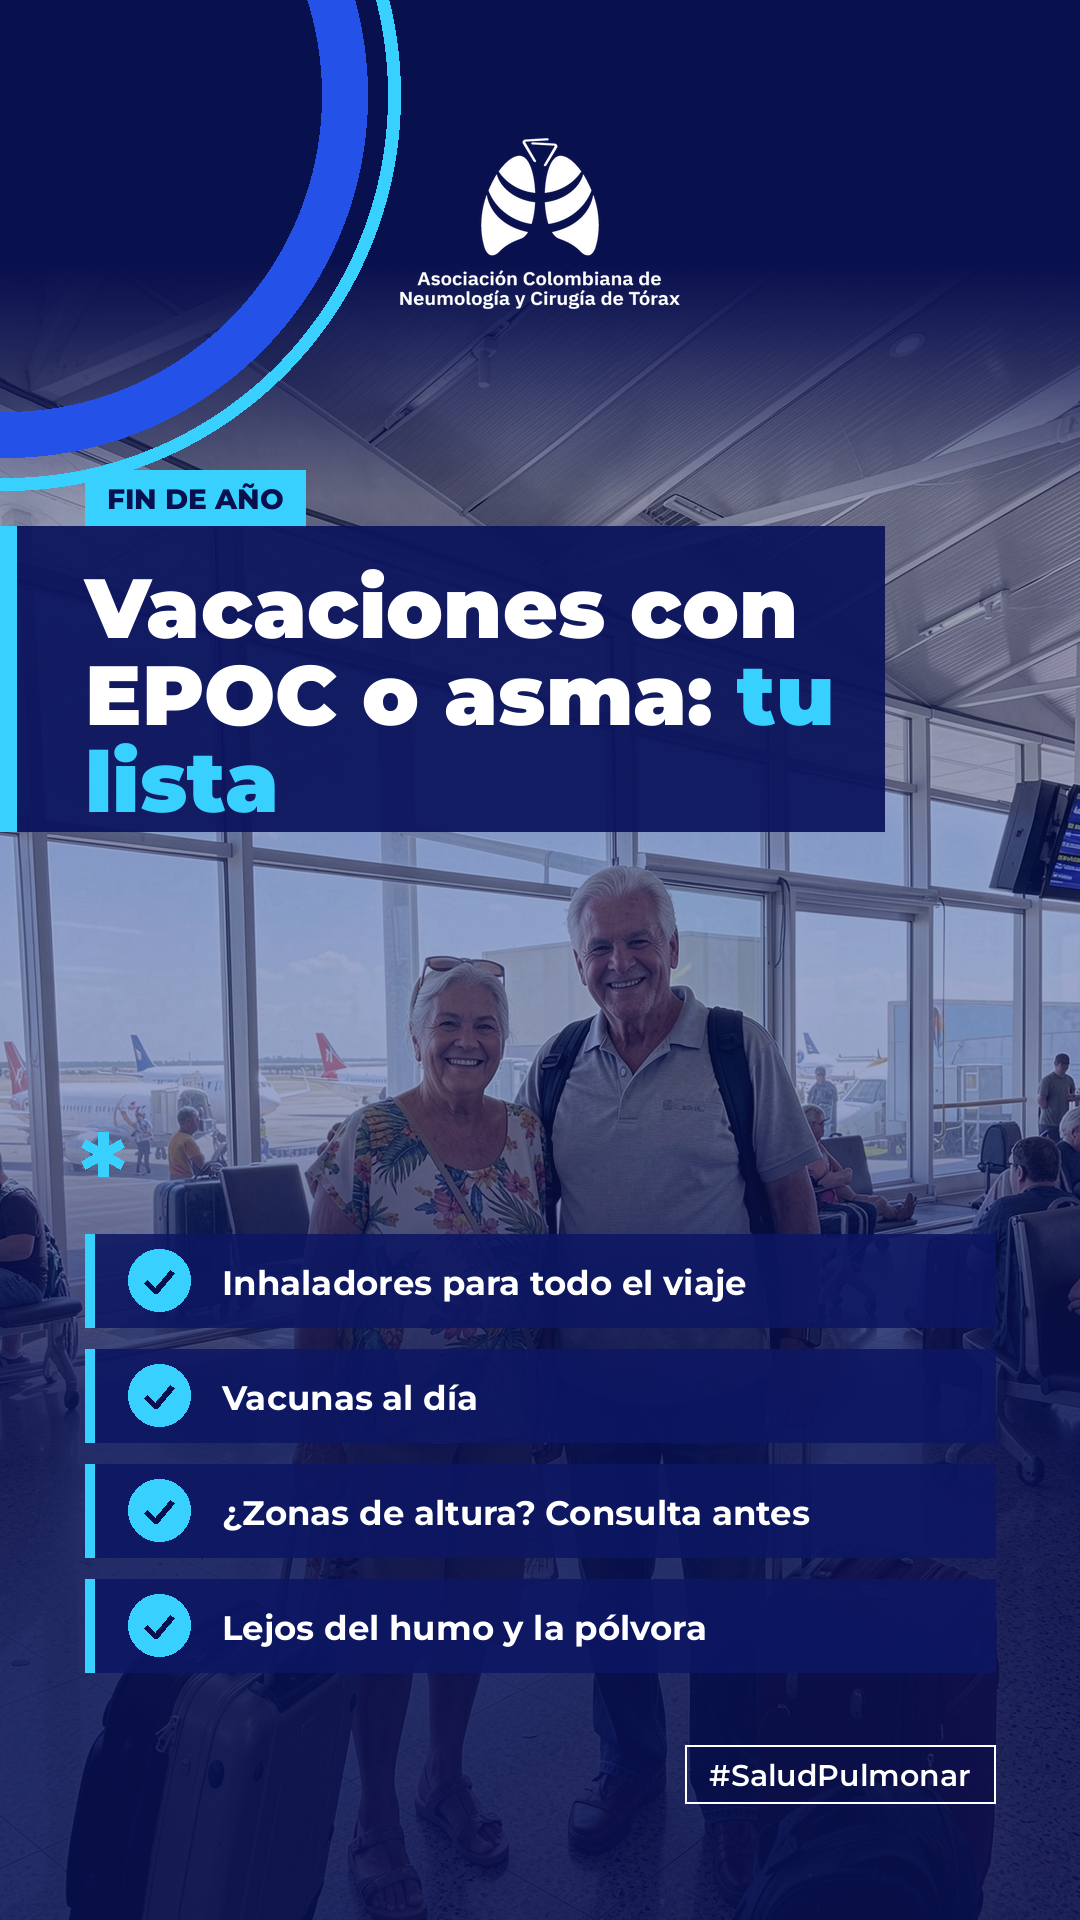 Asociación Colombiana de
Neumología y Cirugía de Tórax
FIN DE AÑO
Vacaciones con
EPOC o asma: tu
lista
*
Inhaladores para todo el viaje
Vacunas al día
¿Zonas de altura? Consulta antes
Lejos del humo y la pólvora
#SaludPulmonar